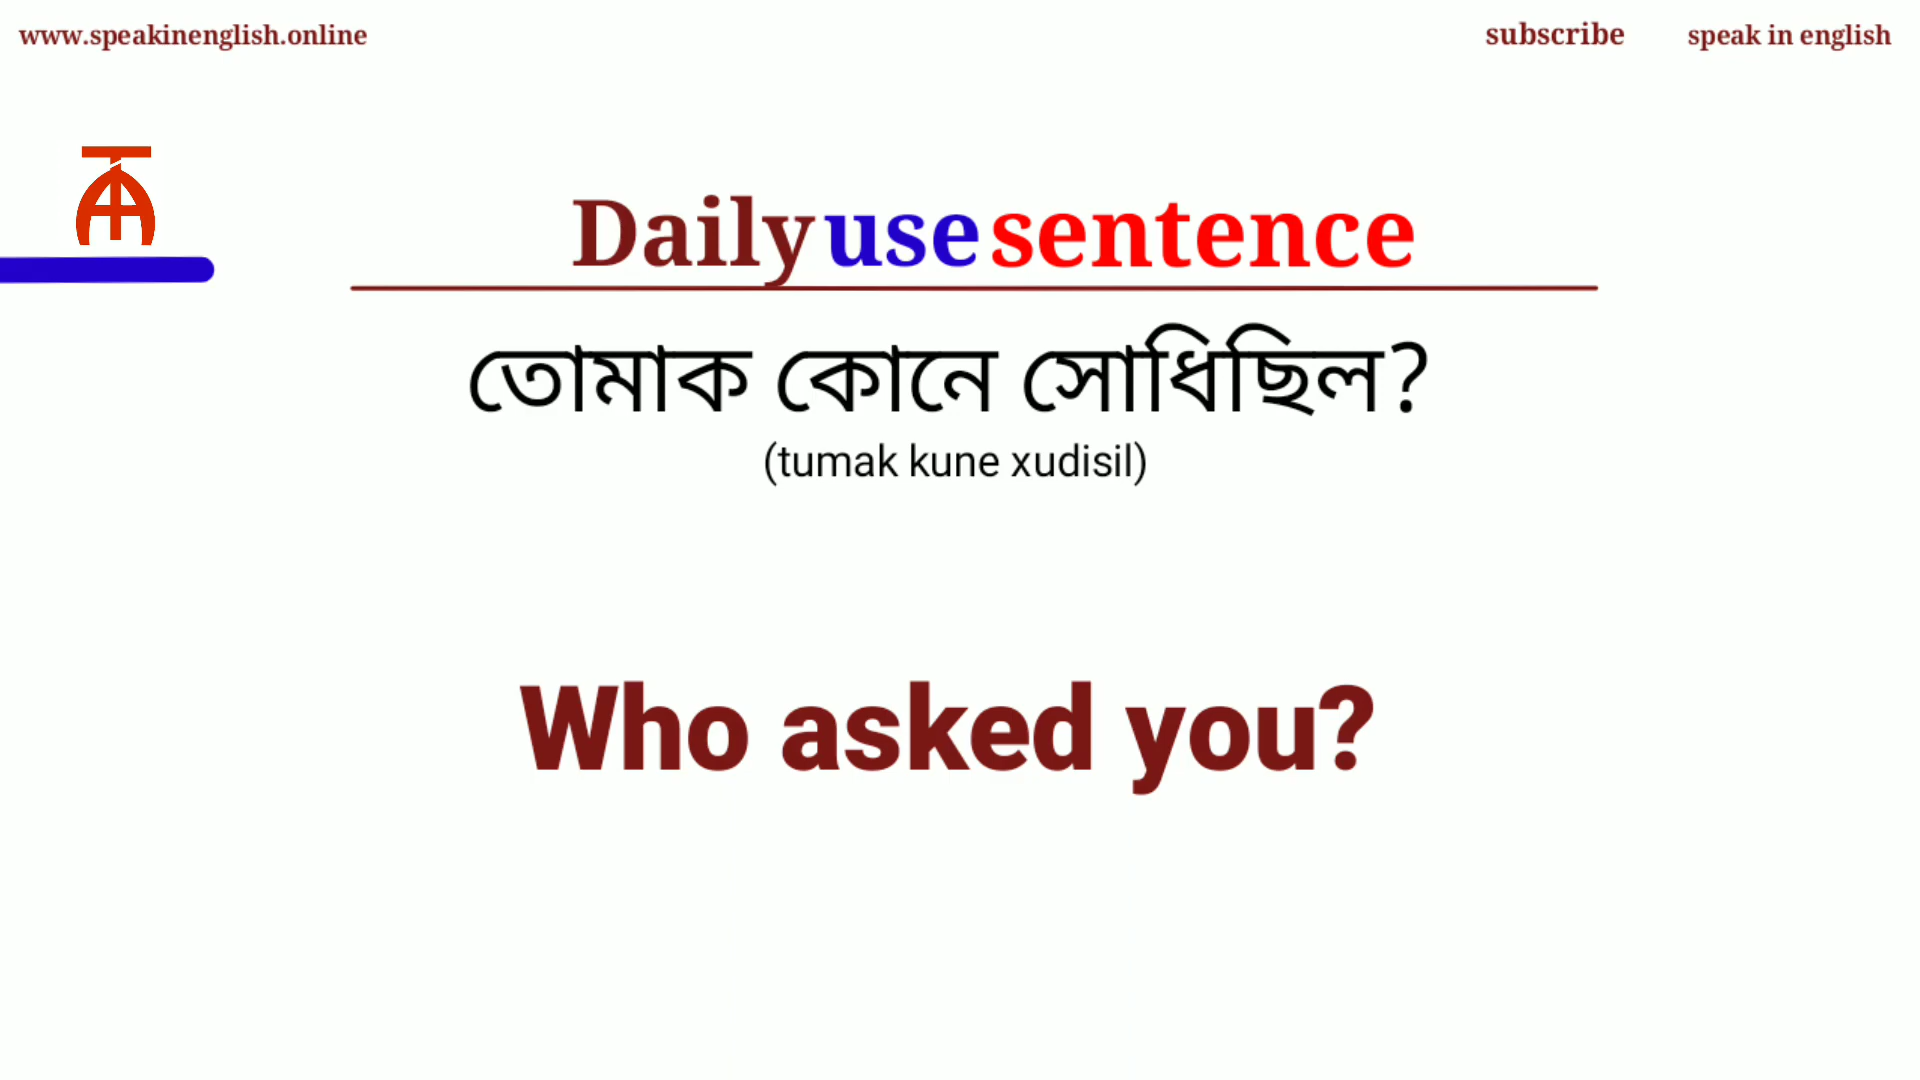 www.speakinenglish.online subscribe speak in english
Daily use sentence
তোমাক কোনে সোধিছিল?
(tumak kune xudisil)
Who asked you?